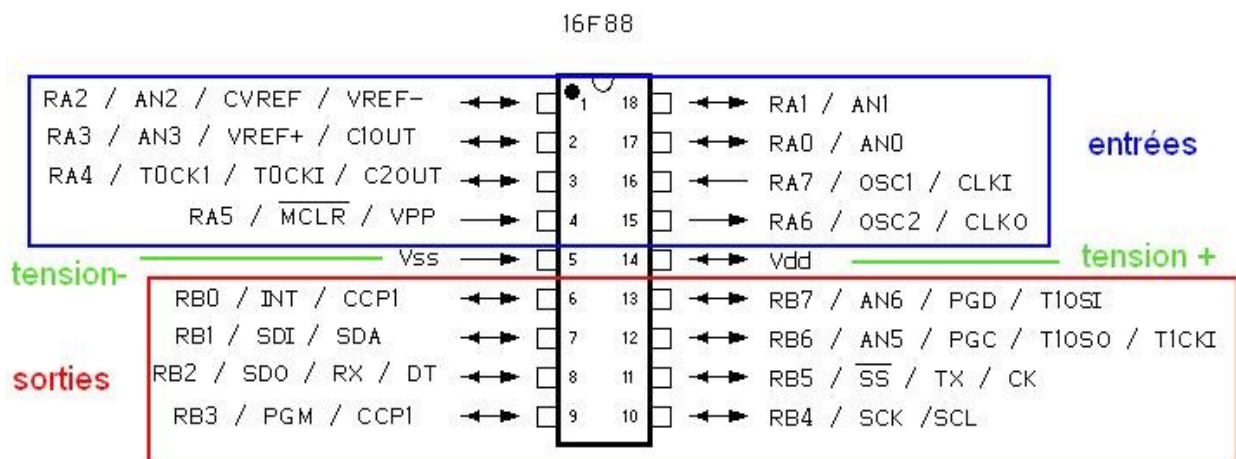 16F88
RA2 / AN2 / CVREF / VREF- 1 18 RA1 / AN1
RA3 / AN3 / VREF+ / C1OUT 2 17 RA0 / AN0
entrées
RA4 / T0CK1 / T0CKI / C2OUT 3 16 RA7 / OSC1 / CLKI
RA5 / MCLR / VPP 4 15 RA6 / OSC2 / CLKO
tension- Vss 5 14 Vdd tension +
RB0 / INT / CCP1 6 13 RB7 / AN6 / PGD / T1OSI
RB1 / SDI / SDA 7 12 RB6 / AN5 / PGC / T1OSO / T1CKI
sorties
RB2 / SDO / RX / DT 8 11 RB5 / SS / TX / CK
RB3 / PGM / CCP1 9 10 RB4 / SCK /SCL